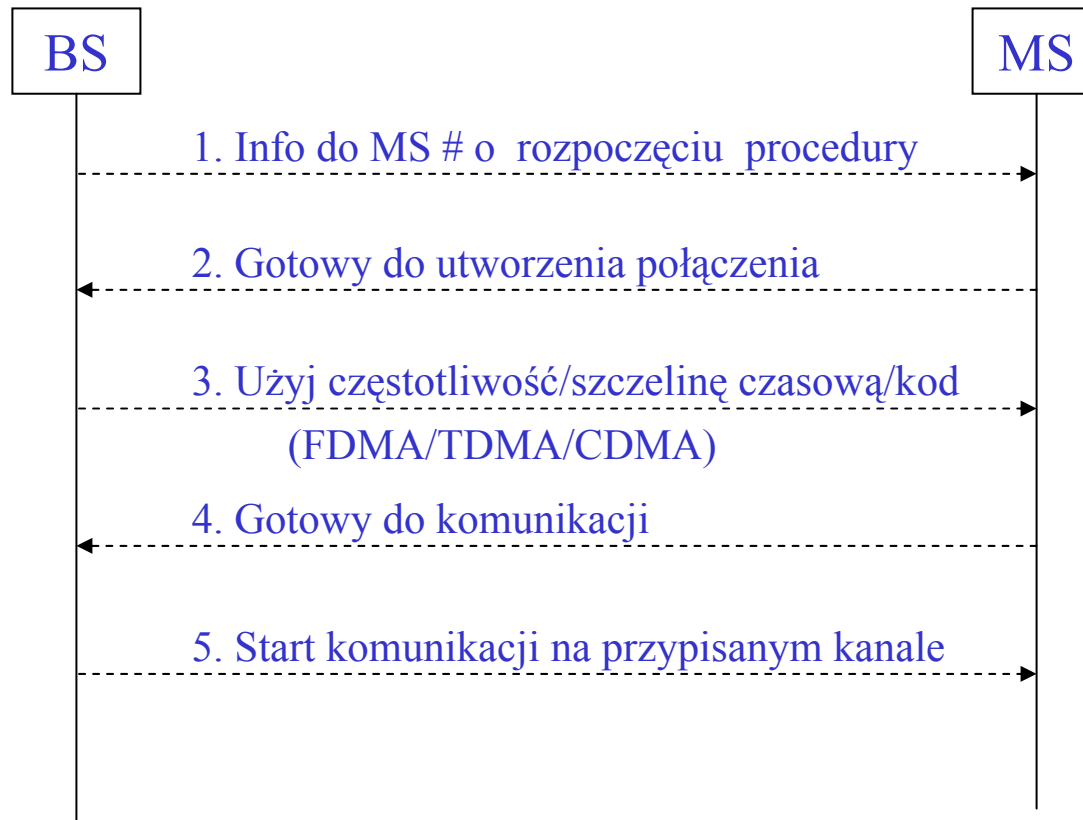 BS
MS
1. Info do MS # o rozpoczęciu procedury
2. Gotowy do utworzenia połączenia
3. Użyj częstotliwość/szczelinę czasową/kod
(FDMA/TDMA/CDMA)
4. Gotowy do komunikacji
5. Start komunikacji na przypisanym kanale